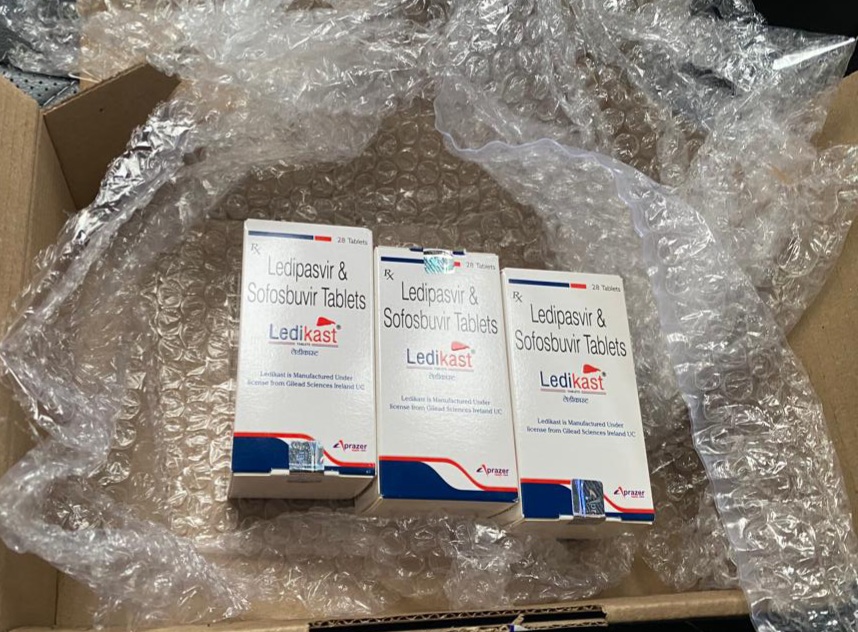 Rx
28 Tablets
Ledipasvir &
Sofosbuvir Tablets
Ledikast®
TABLETS
लेडीकास्ट
Ledikast is Manufactured Under
license from Gilead Sciences Ireland UC
Aprazer
Rx
28 Tablets
Ledipasvir &
Sofosbuvir Tablets
Ledikast®
लेडीकास्ट
Ledikast is Manufactured Under
license from Gilead Sciences Ireland UC
Aprazer
Rx
28 Tablets
Ledipasvir &
Sofosbuvir Tablets
Ledikast®
TABLETS
लेडीकास्ट
Ledikast is Manufactured Under
license from Gilead Sciences Ireland UC
Aprazer